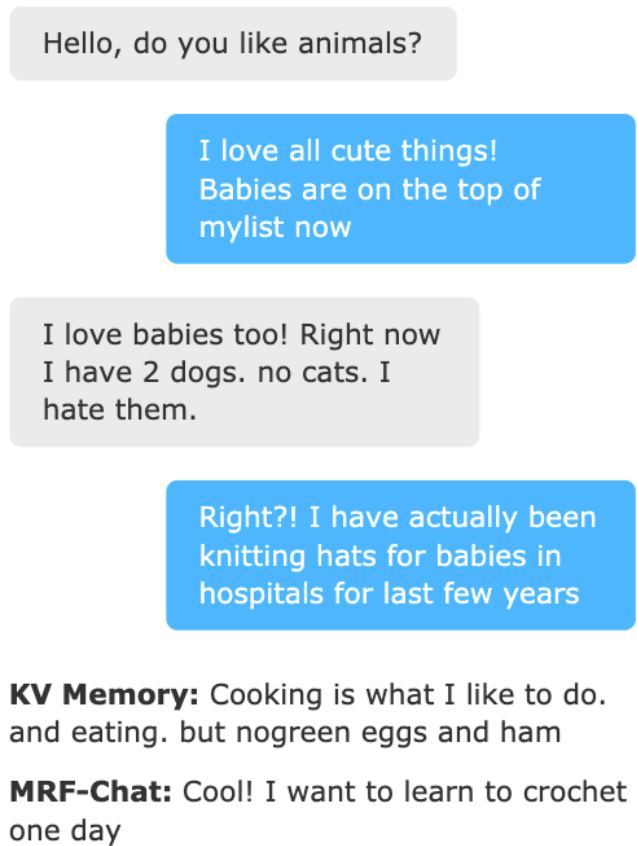 Hello, do you like animals?
I love all cute things!
Babies are on the top of
mylist now
I love babies too! Right now
I have 2 dogs. no cats. I
hate them.
Right?! I have actually been
knitting hats for babies in
hospitals for last few years
KV Memory: Cooking is what I like to do.
and eating. but nogreen eggs and ham
MRF-Chat: Cool! I want to learn to crochet
one day